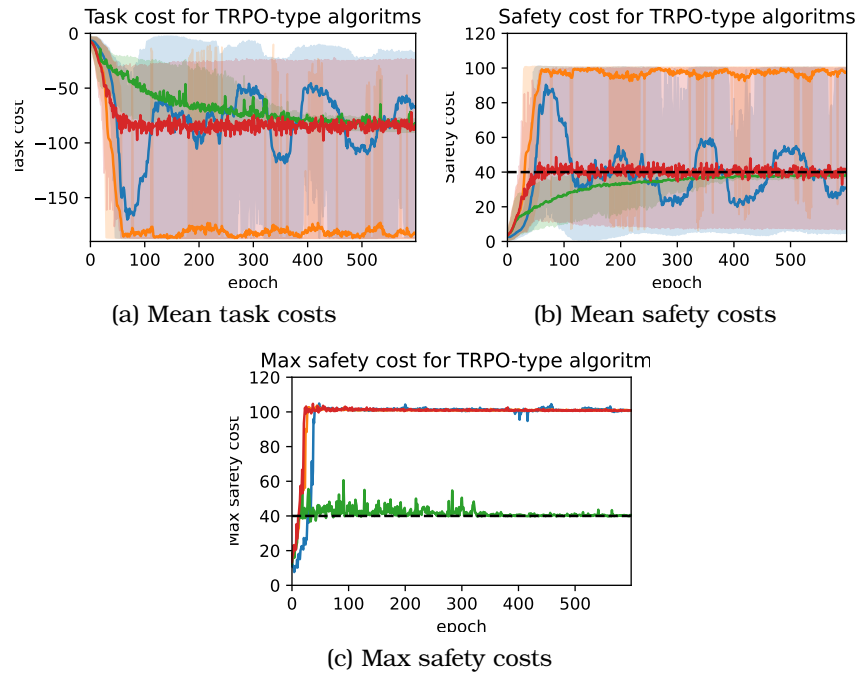 Task cost for TRPO-type algoritms
0
−50
−100
−150
Task cost
0 100 200 300 400 500
epoch
(a) Mean task costs
Safety cost for TRPO-type algoritms
120
100
80
60
40
20
0
Safety cost
0 100 200 300 400 500
epoch
(b) Mean safety costs
Max safety cost for TRPO-type algoritm
120
100
80
60
40
20
0
Max safety cost
0 100 200 300 400 500
epoch
(c) Max safety costs